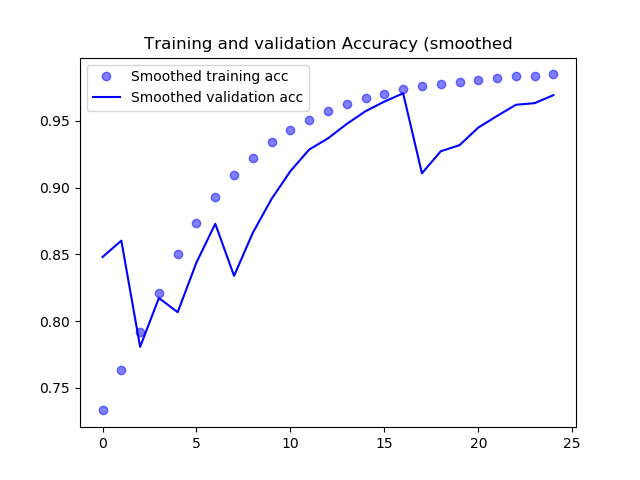 Training and validation Accuracy (smoothed
Smoothed training acc
Smoothed validation acc
0.95
0.90
0.85
0.80
0.75
0 5 10 15 20 25